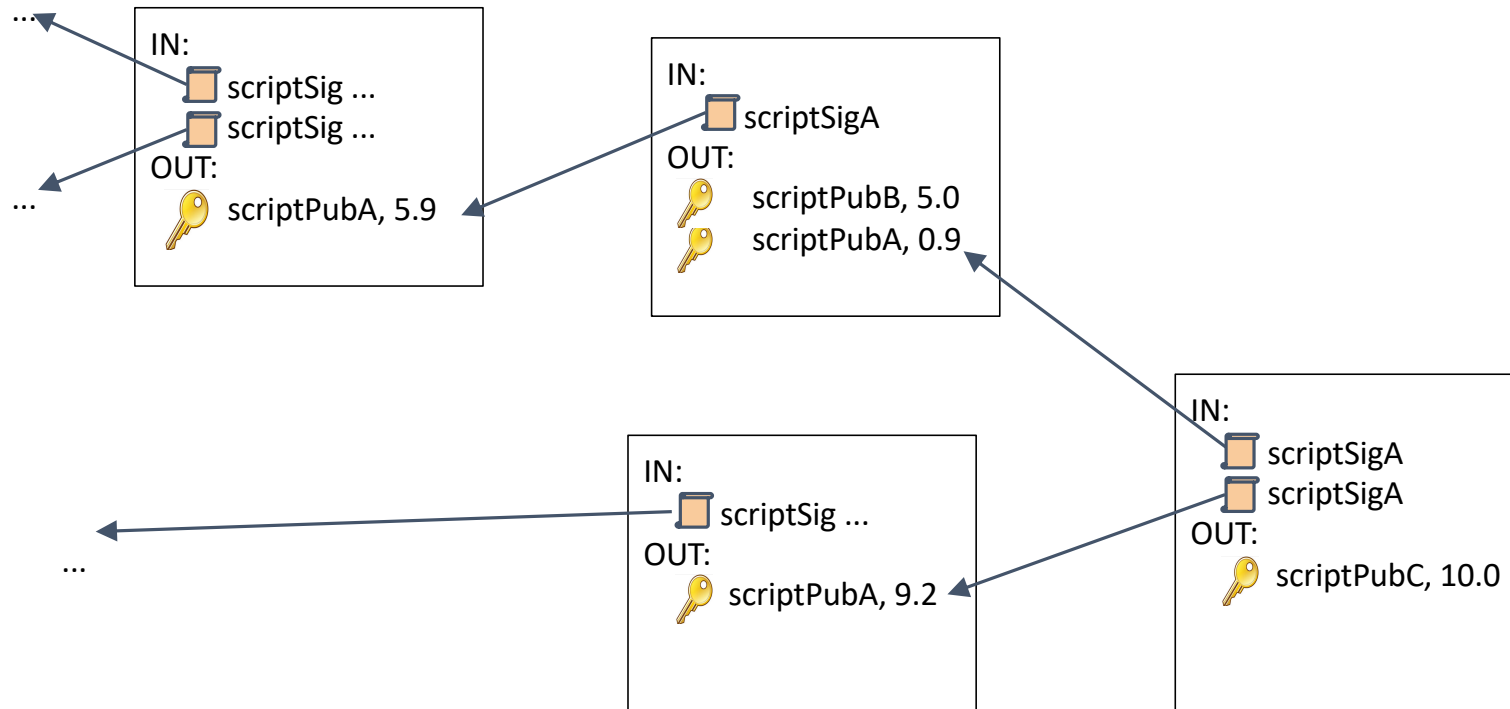 ...
...
IN:
scriptSig ...
scriptSig ...
OUT:
scriptPubA, 5.9
IN:
scriptSigA
OUT:
scriptPubB, 5.0
scriptPubA, 0.9
...
IN:
scriptSig ...
OUT:
scriptPubA, 9.2
IN:
scriptSigA
scriptSigA
OUT:
scriptPubC, 10.0